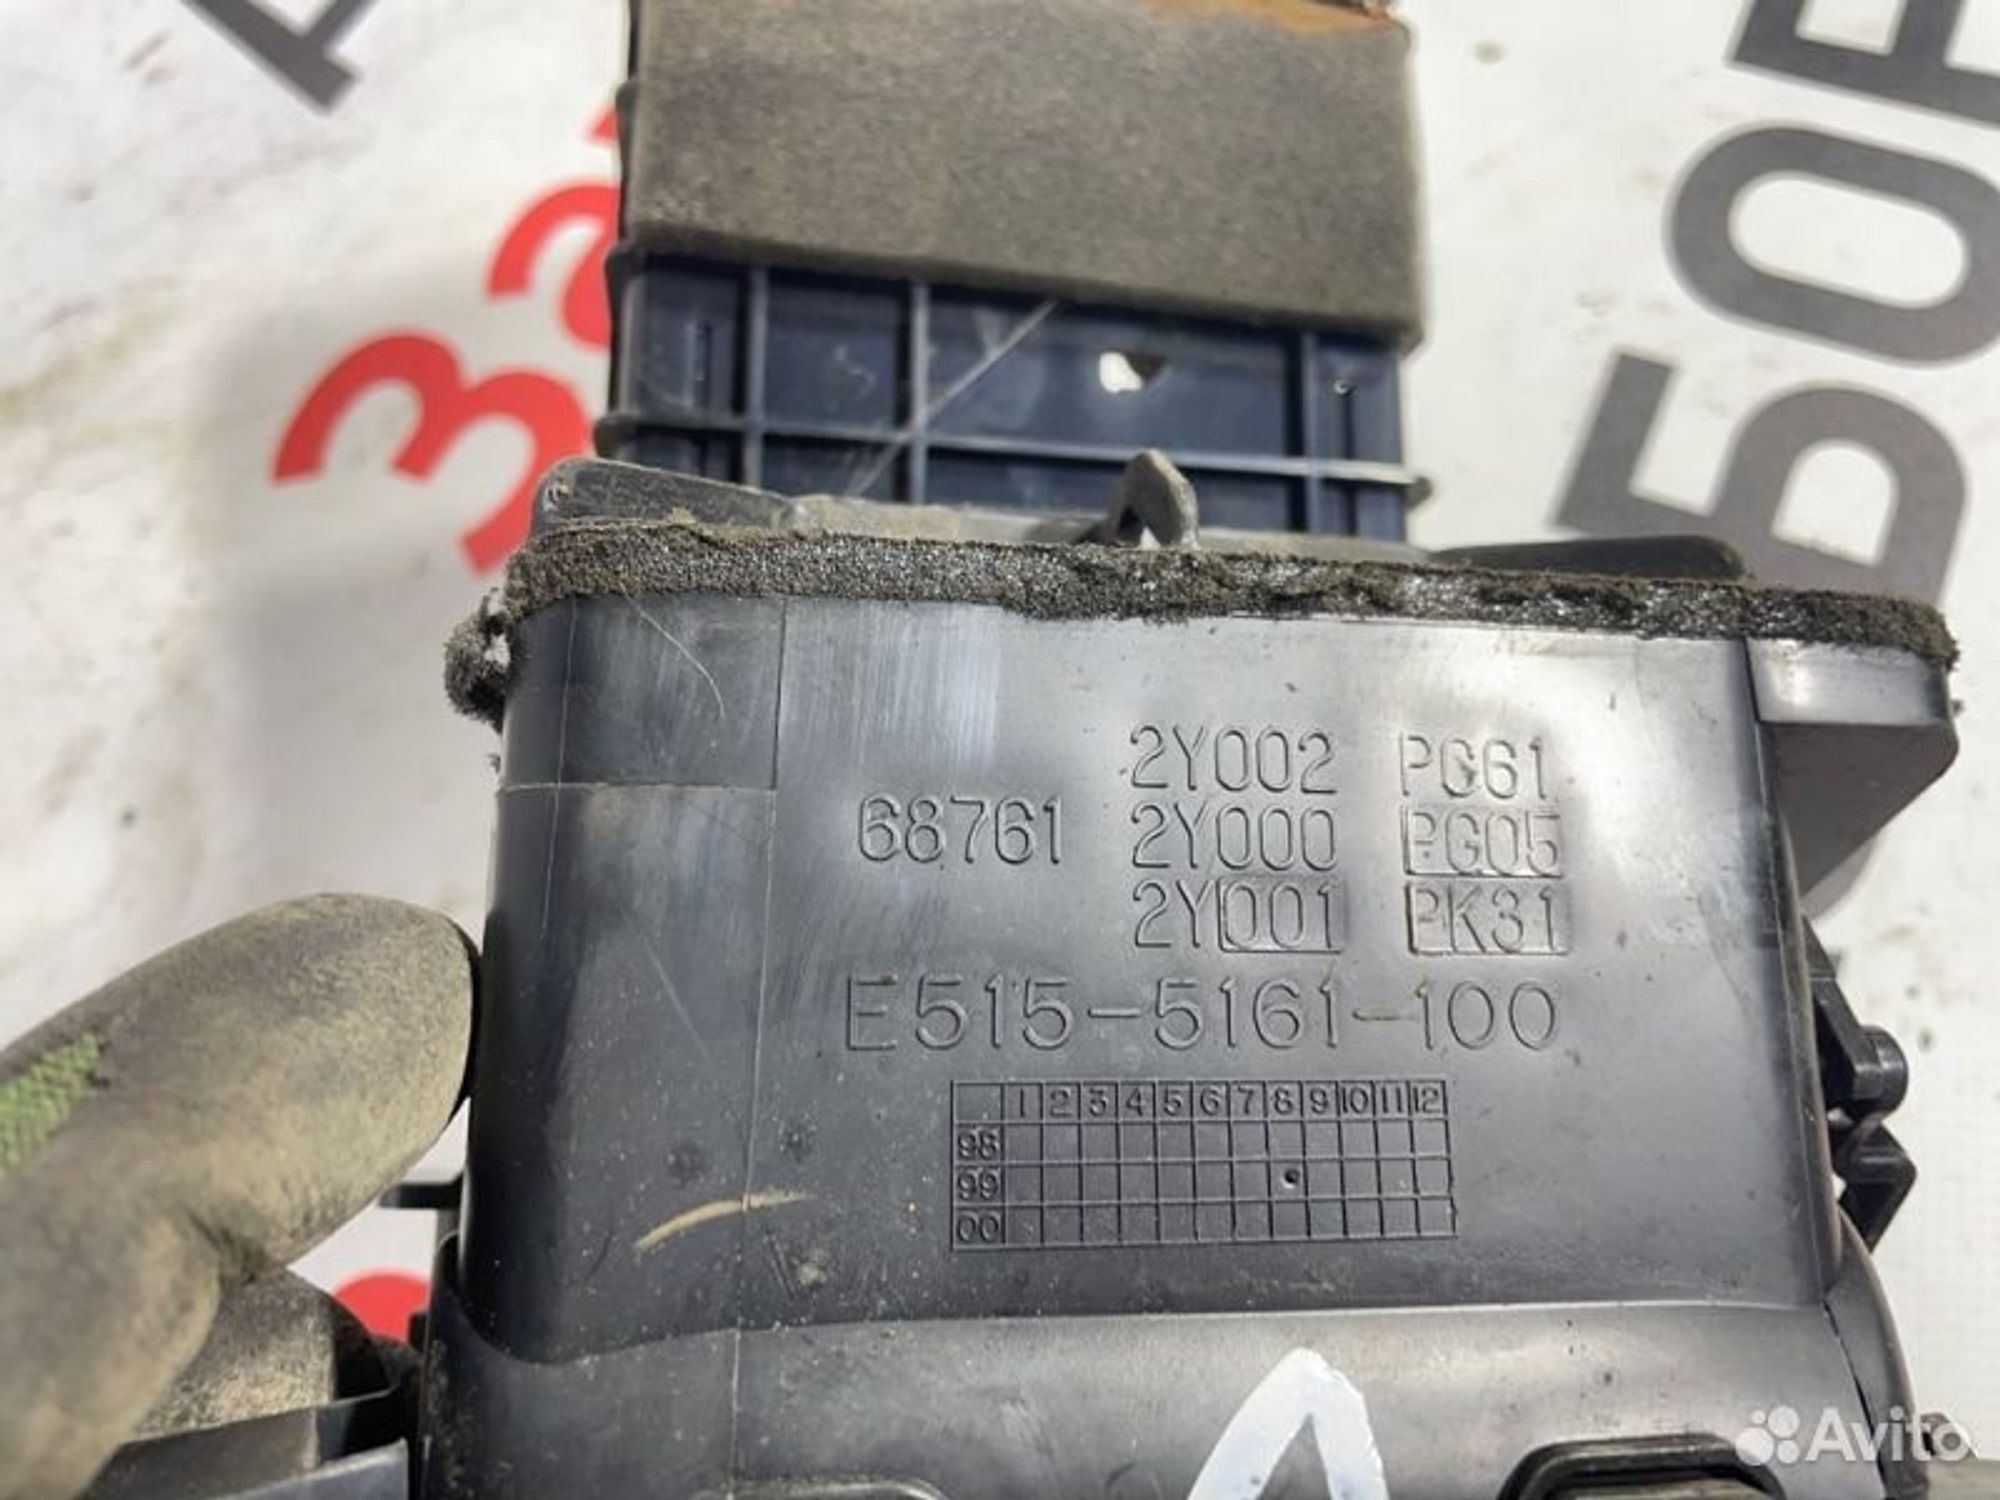 2Y002 PG61
68761 2Y000 PG05
2Y001 PK31
E515-5161-100
1 2 3 4 5 6 7 8 9 10 11 12
98
99
00
Avito